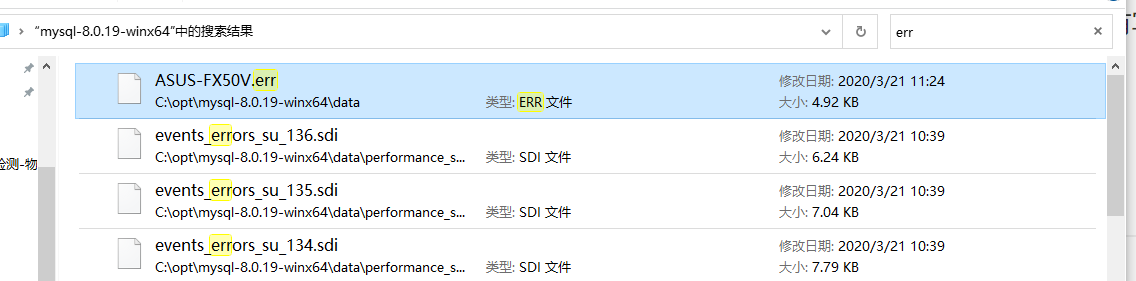 “mysql-8.0.19-winx64”中的搜索结果
err
ASUS-FX50V.err
修改日期: 2020/3/21 11:24
C:\opt\mysql-8.0.19-winx64\data
类型: ERR 文件
大小: 4.92 KB
events_errors_su_136.sdi
修改日期: 2020/3/21 10:39
C:\opt\mysql-8.0.19-winx64\data\performance_s...
类型: SDI 文件
大小: 6.24 KB
检测-物
events_errors_su_135.sdi
修改日期: 2020/3/21 10:39
C:\opt\mysql-8.0.19-winx64\data\performance_s...
类型: SDI 文件
大小: 7.04 KB
events_errors_su_134.sdi
修改日期: 2020/3/21 10:39
C:\opt\mysql-8.0.19-winx64\data\performance_s...
类型: SDI 文件
大小: 7.79 KB